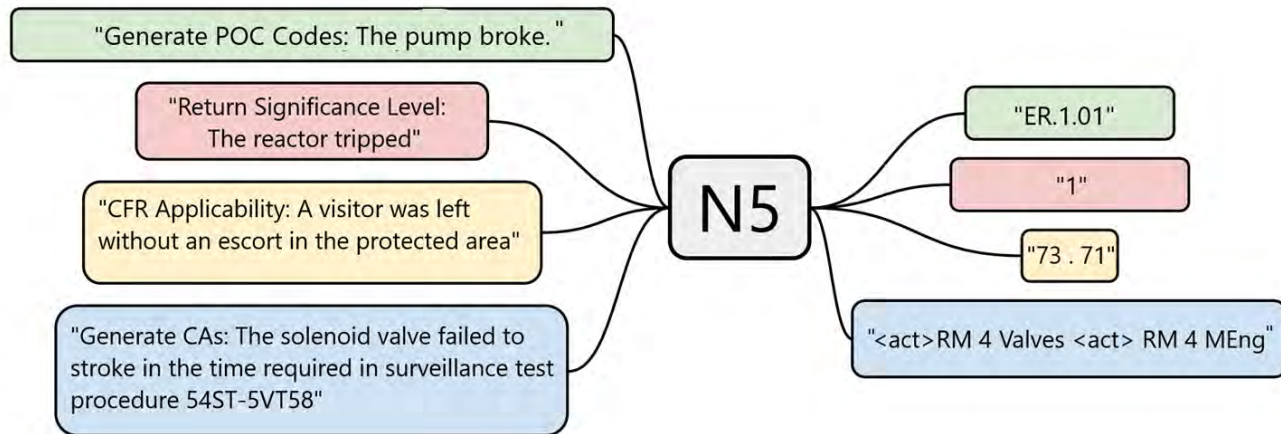 "Generate POC Codes: The pump broke."
"Return Significance Level:
The reactor tripped"
"CFR Applicability: A visitor was left
without an escort in the protected area"
"Generate CAs: The solenoid valve failed to
stroke in the time required in surveillance test
procedure 54ST-5VT58"
N5
"ER.1.01"
"1"
"73 . 71"
"<act>RM 4 Valves <act> RM 4 MEng"